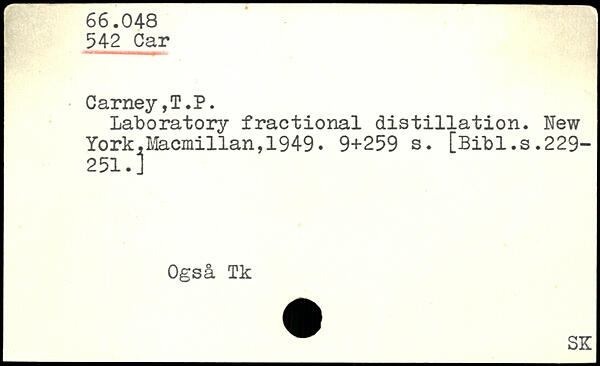 66.048
542 Car
Carney,T.P.
Laboratory fractional distillation. New
York,Macmillan,1949. 9+259 s. [Bibl.s.229-
251.]
Også Tk
SK